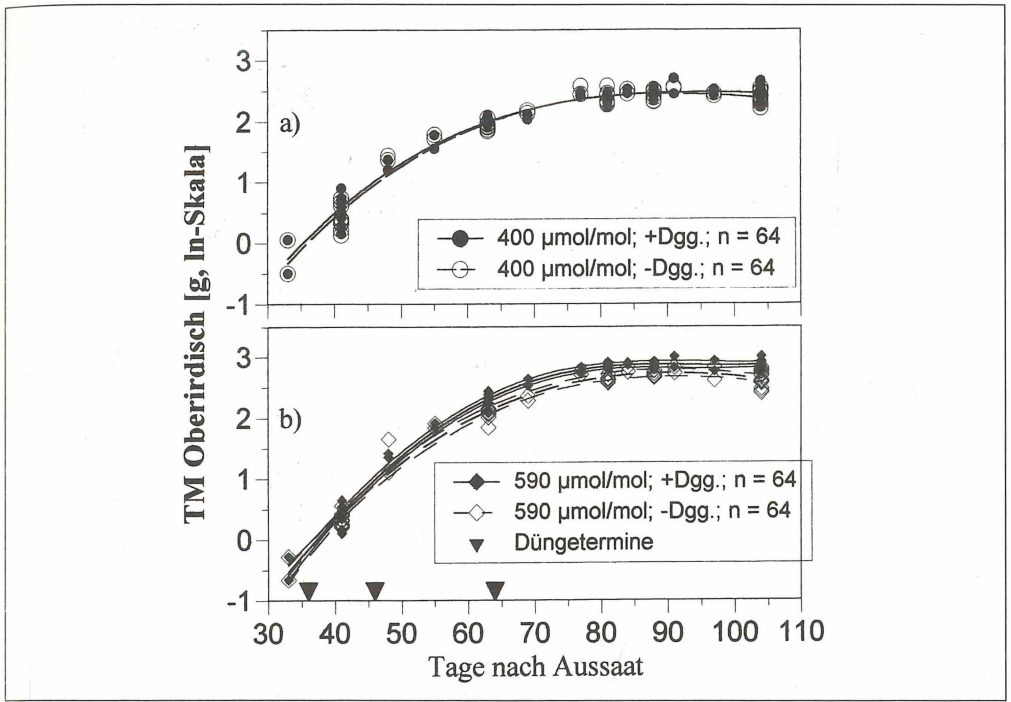 TM Oberirdisch [g, ln-Skala]
3
2
1
0
-1
a)
400 µmol/mol; +Dgg.; n = 64
400 µmol/mol; -Dgg.; n = 64
3
2
1
0
-1
b)
590 µmol/mol; +Dgg.; n = 64
590 µmol/mol; -Dgg.; n = 64
Düngetermine
30 40 50 60 70 80 90 100 110
Tage nach Aussaat